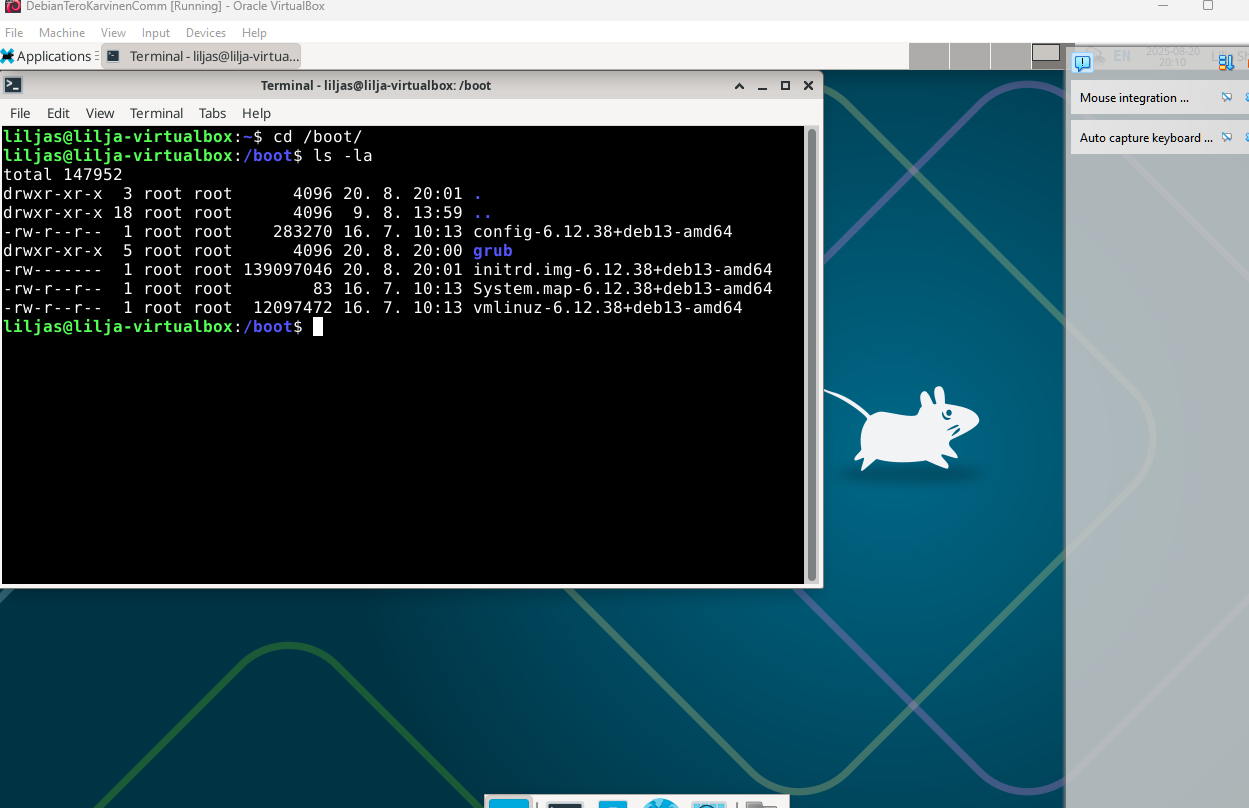 DebianTeroKarvinenComm [Running] - Oracle VirtualBox
File Machine View Input Devices Help
Applications Terminal - liljas@lilja-virtua... EN 2025-08-20
20:10
Terminal - liljas@lilja-virtualbox: /boot
File Edit View Terminal Tabs Help
liljas@lilja-virtualbox:~$ cd /boot/
liljas@lilja-virtualbox:/boot$ ls -la
total 147952
drwxr-xr-x  3 root root      4096 20. 8. 20:01 .
drwxr-xr-x 18 root root      4096  9. 8. 13:59 ..
-rw-r--r--  1 root root    283270 16. 7. 10:13 config-6.12.38+deb13-amd64
drwxr-xr-x  5 root root      4096 20. 8. 20:00 grub
-rw-------  1 root root 139097046 20. 8. 20:01 initrd.img-6.12.38+deb13-amd64
-rw-r--r--  1 root root        83 16. 7. 10:13 System.map-6.12.38+deb13-amd64
-rw-r--r--  1 root root  12097472 16. 7. 10:13 vmlinuz-6.12.38+deb13-amd64
liljas@lilja-virtualbox:/boot$
Mouse integration ...
Auto capture keyboard ...